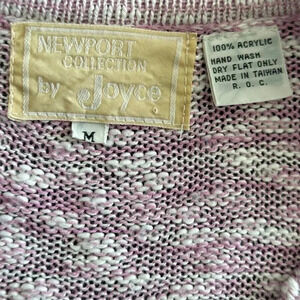 NEWPORT
COLLECTION
by Joyce
M
100% ACRYLIC
HAND WASH
DRY FLAT ONLY
MADE IN TAIWAN
R. O. C.